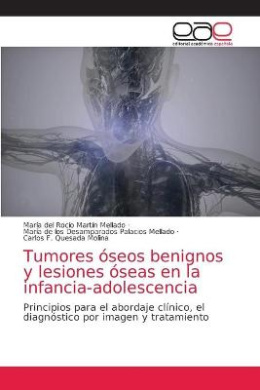 eae
editorial académica española
María del Rocío Martín Mellado ·
María de los Desamparados Palacios Mellado ·
Carlos F. Quesada Molina
Tumores óseos benignos
y lesiones óseas en la
infancia-adolescencia
Principios para el abordaje clínico, el
diagnóstico por imagen y tratamiento